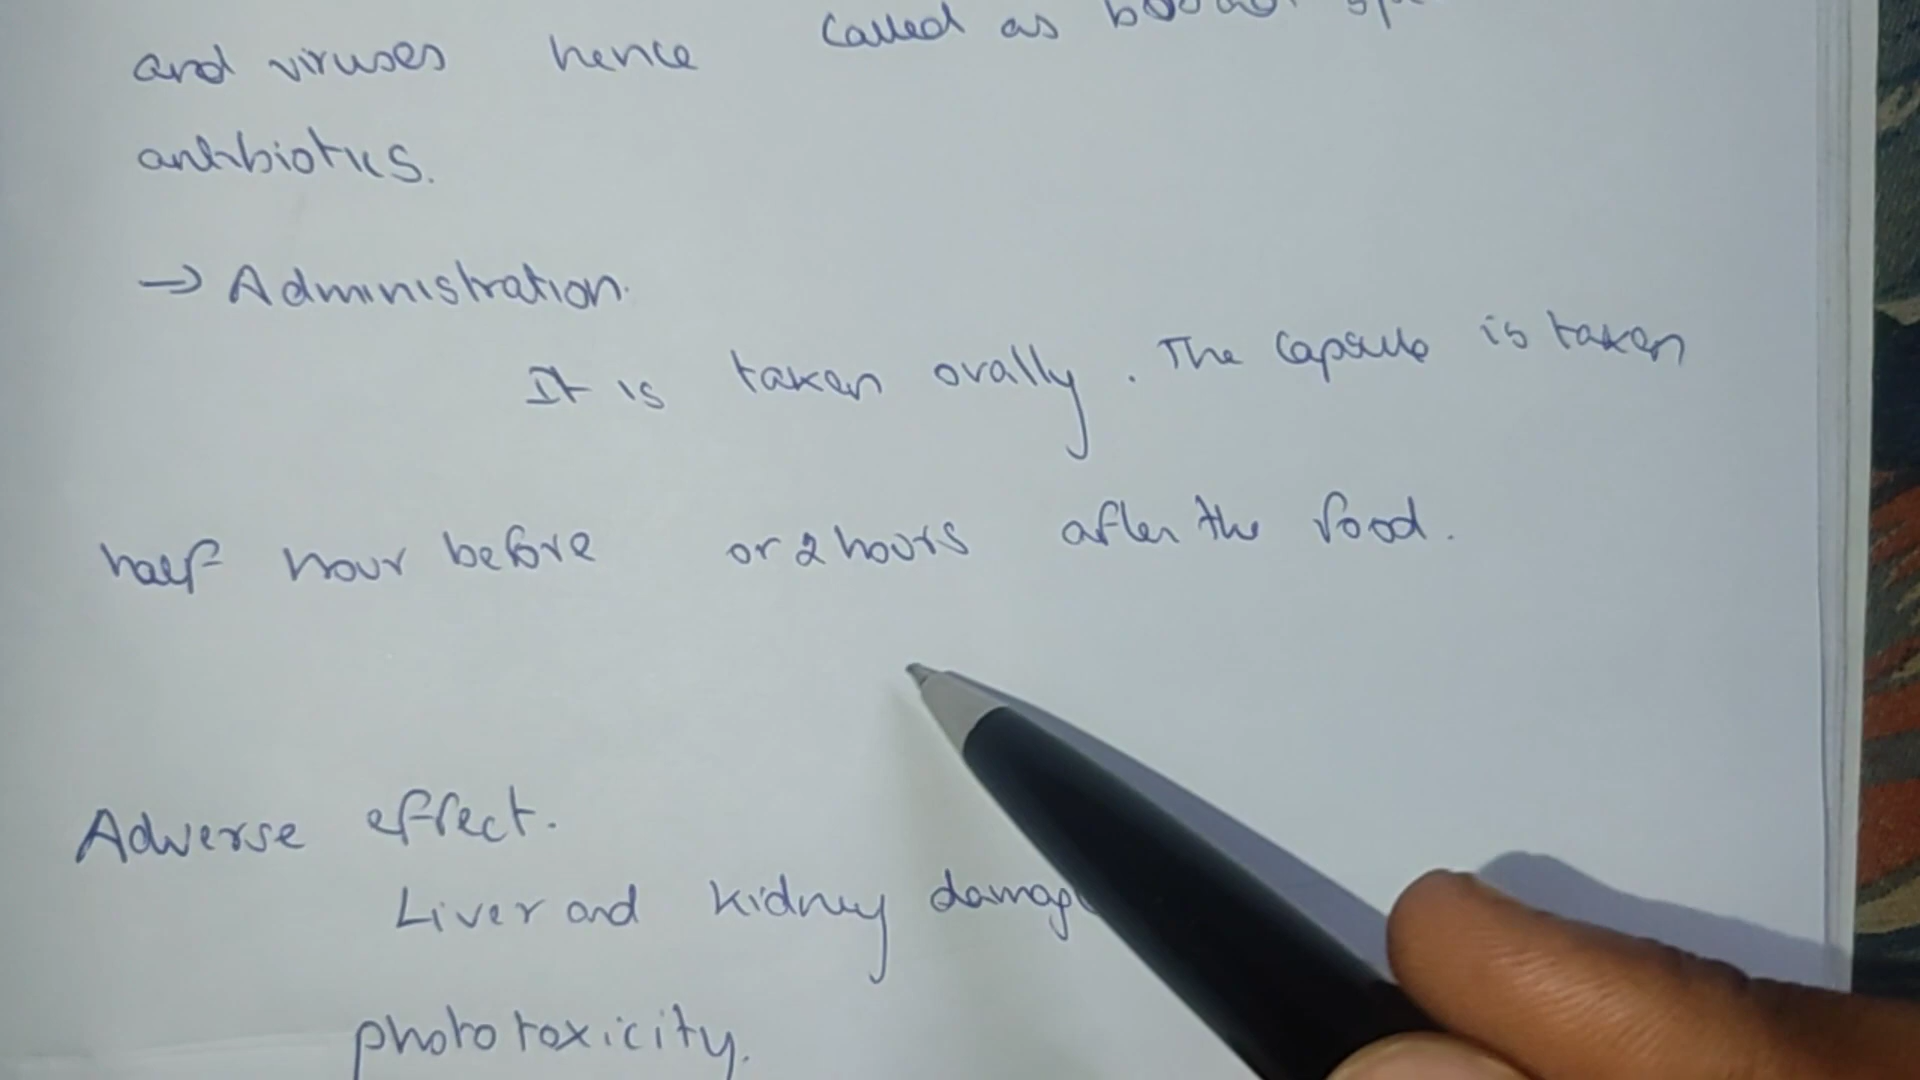 and viruses hence called as
antibiotics.
→ Administration.
It is taken orally. The capsule is taken
half hour before or 2 hours after the food.
Adverse effect.
Liver and kidney
phototoxicity.